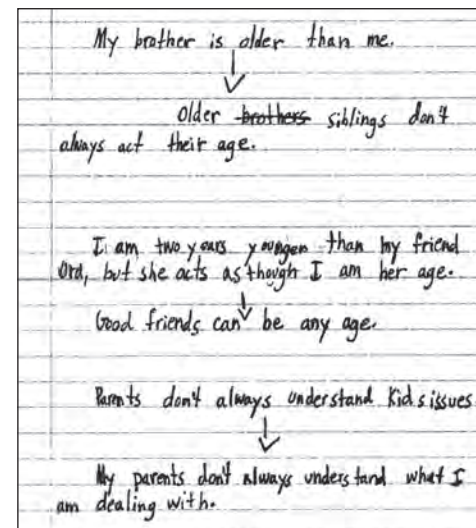 My brother is older than me.
Older brothers siblings don't
always act their age.
I am two years younger than my friend
but she acts as though I am her age.
Good friends can be any age.
Parents don't always understand Kids issues
My parents don't always understand what I
am dealing with.